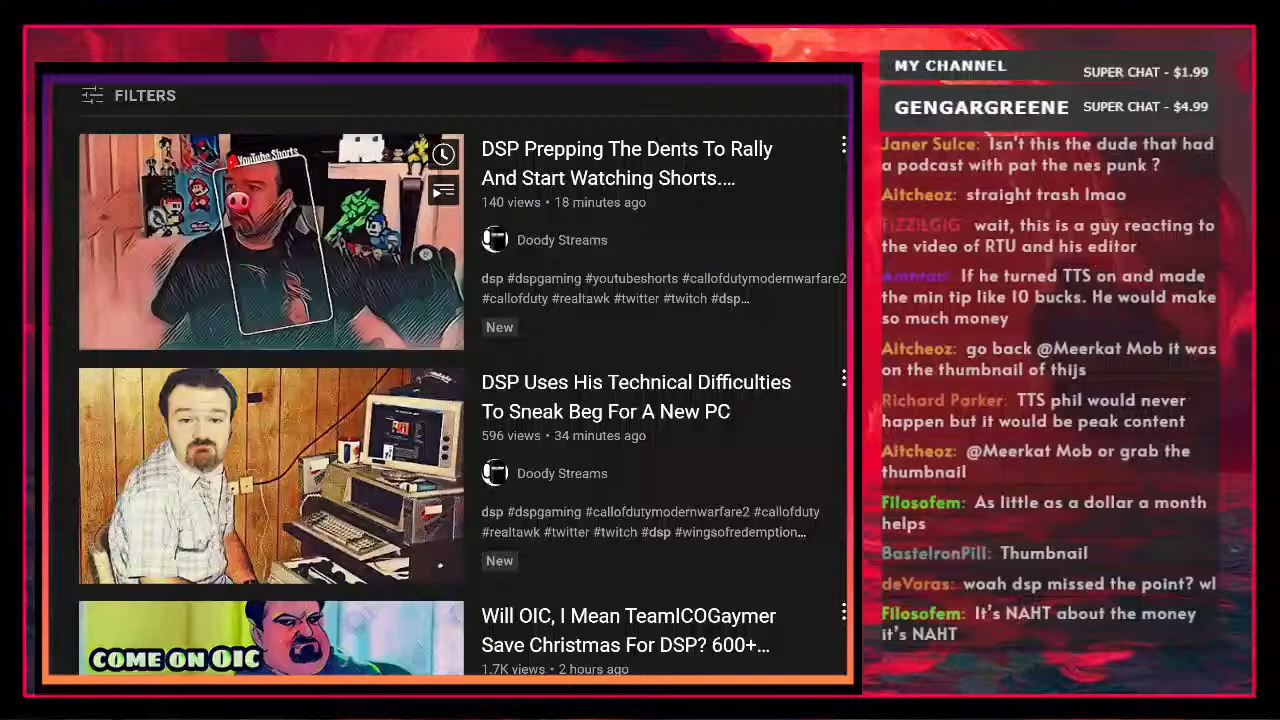 FILTERS
YouTube Shorts
DSP Prepping The Dents To Rally
And Start Watching Shorts....
140 views • 18 minutes ago
Doody Streams
dsp #dspgaming #youtubeshorts #callofdutymodernwarfare2
#callofduty #realtawk #twitter #twitch #dsp...
New
DSP Uses His Technical Difficulties
To Sneak Beg For A New PC
596 views • 34 minutes ago
Doody Streams
dsp #dspgaming #callofdutymodernwarfare2 #callofduty
#realtawk #twitter #twitch #dsp #wingsofredemption...
New
COME ON OIC
Will OIC, I Mean TeamICOGaymer
Save Christmas For DSP? 600+...
1.7K views • 2 hours ago
MY CHANNEL SUPER CHAT - $1.99
GENGARGREENE SUPER CHAT - $4.99
Janer Sulce: Isn't this the dude that had
a podcast with pat the nes punk ?
Aitcheoz: straight trash lmao
FIZZILGIG: wait, this is a guy reacting to
the video of RTU and his editor
If he turned TTS on and made
the min tip like 10 bucks. He would make
so much money
Aitcheoz: go back @Meerkat Mob it was
on the thumbnail of thijs
Richard Parker: TTS phil would never
happen but it would be peak content
Aitcheoz: @Meerkat Mob or grab the
thumbnail
Filosofem: As little as a dollar a month
helps
BasteIronPill: Thumbnail
deVaras: woah dsp missed the point? wl
Filosofem: It's NAHT about the money
it's NAHT